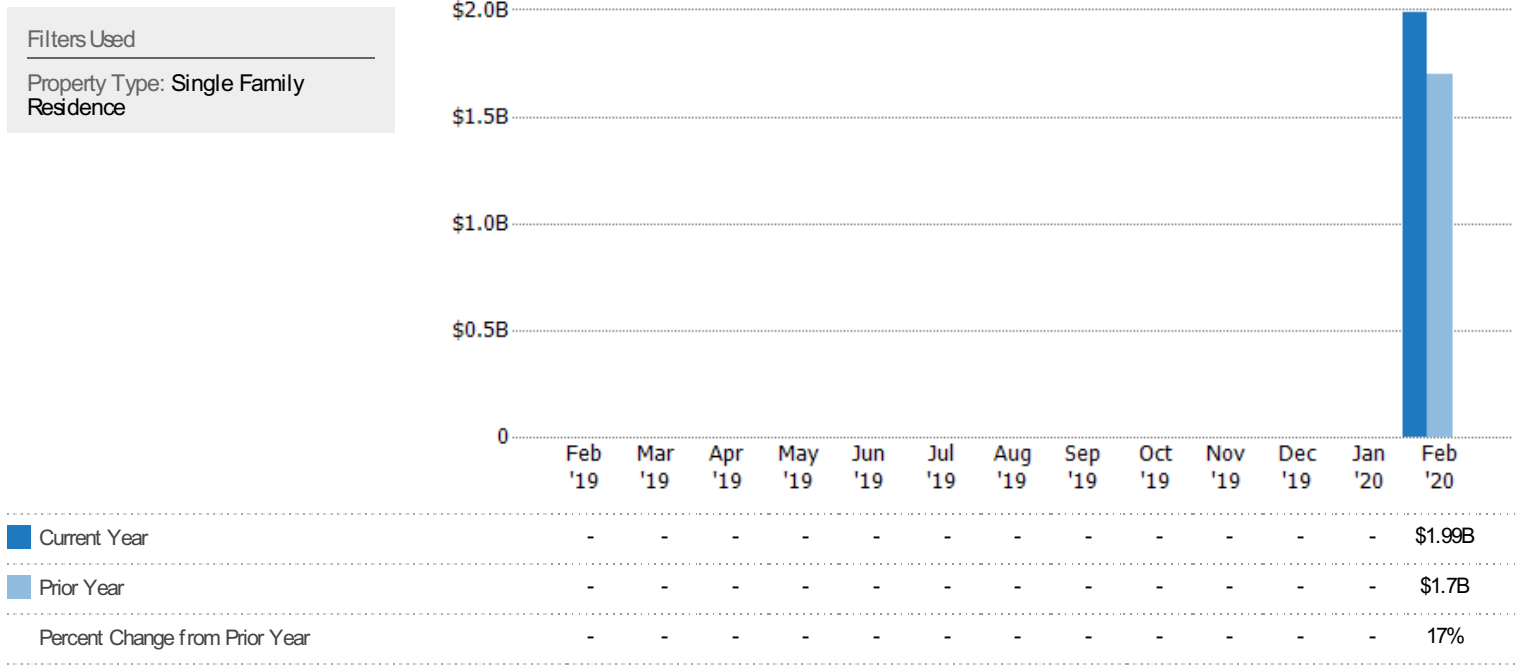 Filters Used
Property Type: Single Family
Residence
$2.0B
$1.5B
$1.0B
$0.5B
0
Feb Mar Apr May Jun Jul Aug Sep Oct Nov Dec Jan Feb
'19 '19 '19 '19 '19 '19 '19 '19 '19 '19 '19 '20 '20
Current Year - - - - - - - - - - - - $1.99B
Prior Year - - - - - - - - - - - - $1.7B
Percent Change from Prior Year - - - - - - - - - - - - 17%